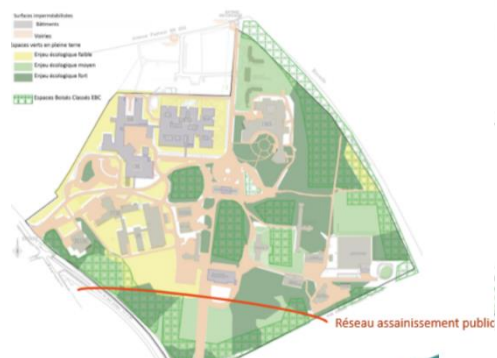 Surfaces imperméabilisées
Bâtiments
Voiries
Espaces verts en pleine terre
Enjeu écologique faible
Enjeu écologique moyen
Enjeu écologique fort
Espaces Boisés Classés EBC
Réseau assainissement public